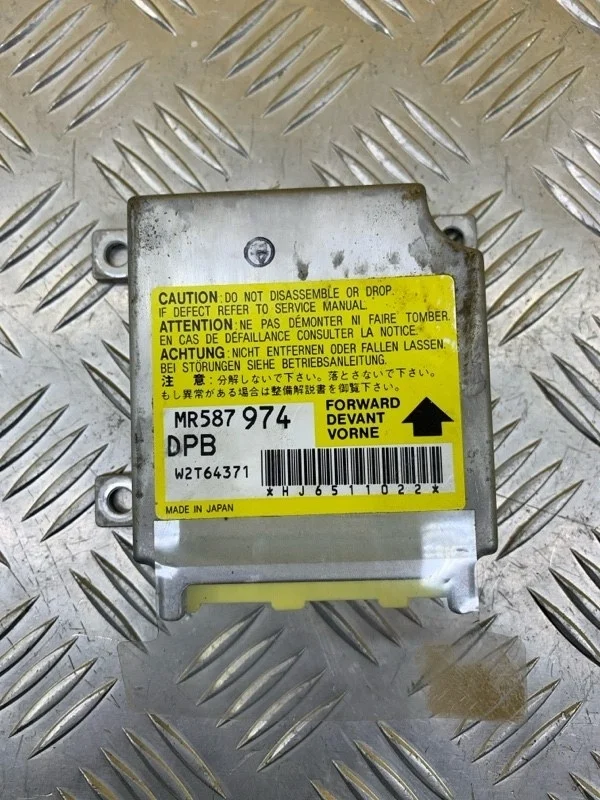 CAUTION: DO NOT DISASSEMBLE OR DROP.
IF DEFECT REFER TO SERVICE MANUAL.
ATTENTION: NE PAS DÉMONTER NI FAIRE TOMBER.
EN CAS DE DÉFAILLANCE CONSULTER LA NOTICE.
ACHTUNG: NICHT ENTFERNEN ODER FALLEN LASSEN.
BEI STÖRUNGEN SIEHE BETRIEBSANLEITUNG.
注 意:分解しないで下さい。落とさないで下さい。
もし異常がある場合は整備解説書を御覧下さい。
MR587 974
DPB
W2T64371
FORWARD
DEVANT
VORNE
*HJ6511022*
MADE IN JAPAN